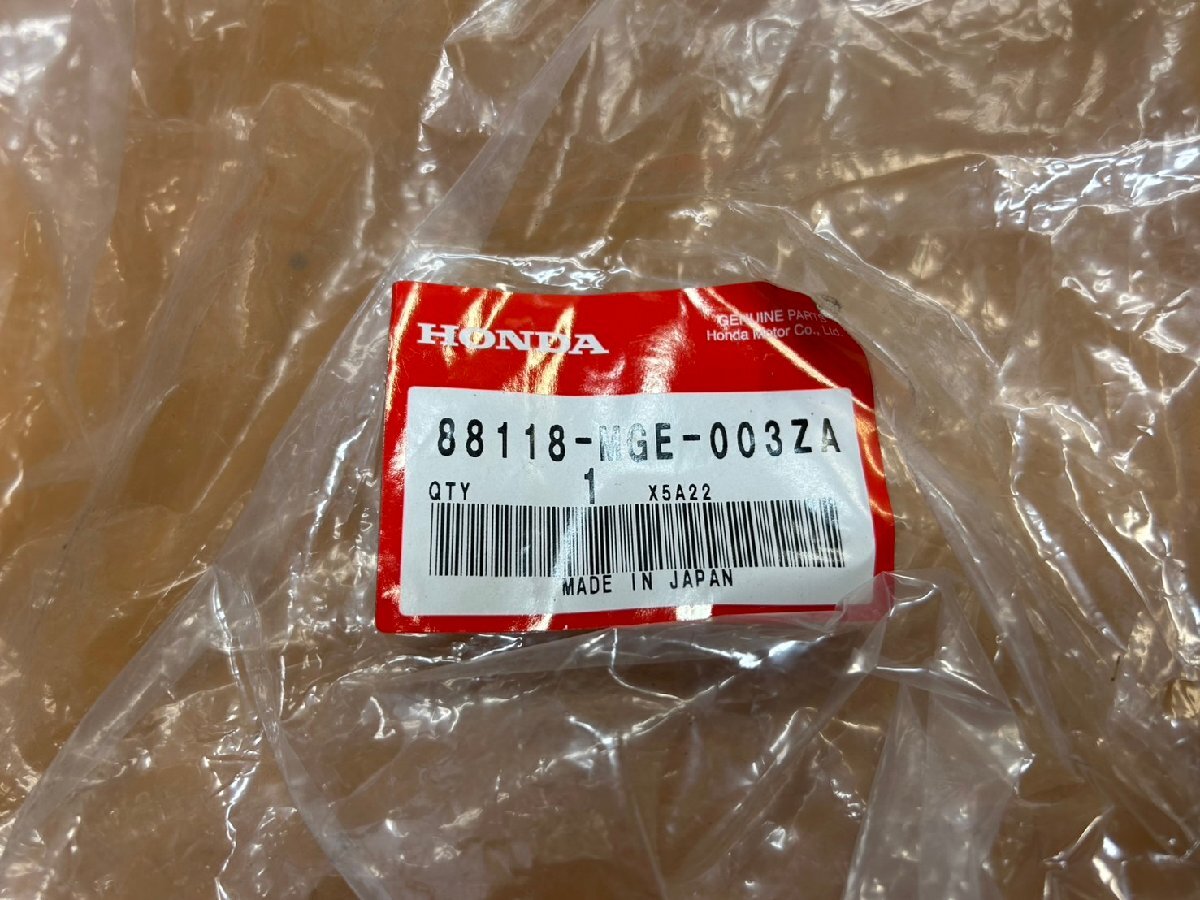 HONDA
GENUINE PARTS
Honda Motor Co., Ltd.
88118-MGE-003ZA
QTY 1 X5A22
MADE IN JAPAN